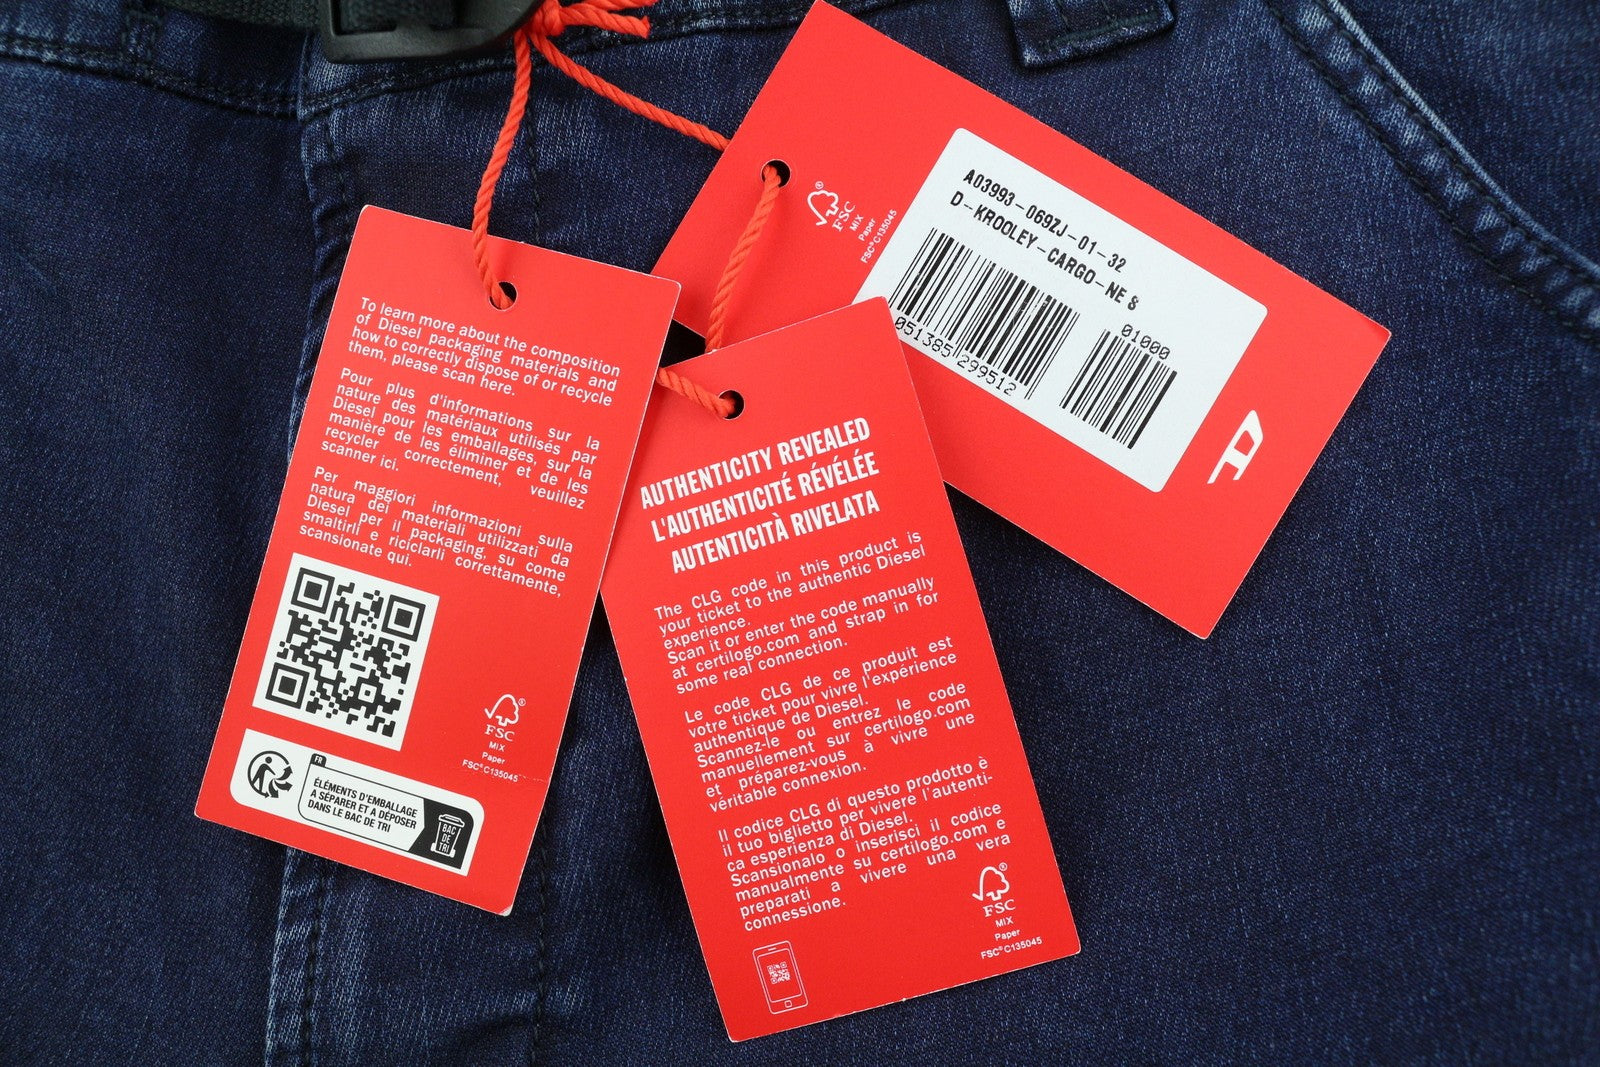 To learn more about the composition
of Diesel packaging materials and
how to correctly dispose of or recycle
them, please scan here.
Pour plus d'informations sur la
nature des matériaux utilisés par
Diesel pour les emballages, sur la
manière de les éliminer et de les
recycler correctement, veuillez
scanner ici.
Per maggiori informazioni sulla
natura dei materiali utilizzati da
Diesel per il packaging, su come
smaltirli e riciclarli correttamente,
scansionate qui.
FSC®
MIX
Paper
FSC® C135045
FR
ÉLÉMENTS D'EMBALLAGE
A SÉPARER ET A DÉPOSER
DANS LE BAC DE TRI
BAC
DE
TRI
AUTHENTICITY REVEALED
L'AUTHENTICITÉ RÉVÉLÉE
AUTENTICITÀ RIVELATA
The CLG code in this product is
your ticket to the authentic Diesel
experience.
Scan it or enter the code manually
at certilogo.com and strap in for
some real connection.
Le code CLG de ce produit est
votre ticket pour vivre l'expérience
authentique de Diesel.
Scannez-le ou entrez le code
manuellement sur certilogo.com
et préparez-vous à vivre une
véritable connexion.
Il codice CLG di questo prodotto è
il tuo biglietto per vivere l'autenti-
ca esperienza di Diesel.
Scansionalo o inserisci il codice
manualmente su certilogo.com e
preparati a vivere una vera
connessione.
FSC®
MIX
Paper
FSC® C135045
FSC®
MIX
Paper
FSC® C135045
A03993-069ZJ-01-32
D-KROOLEY-CARGO-NE S
01000
051385 299512
D